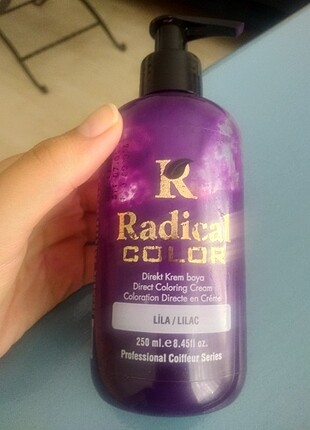 R
Radical
COLOR
Direkt Krem boya
Direct Coloring Cream
Coloration Directe en Crème
LİLA / LILAC
250 ml. e 8.45fl oz.
Professional Coiffeur Series